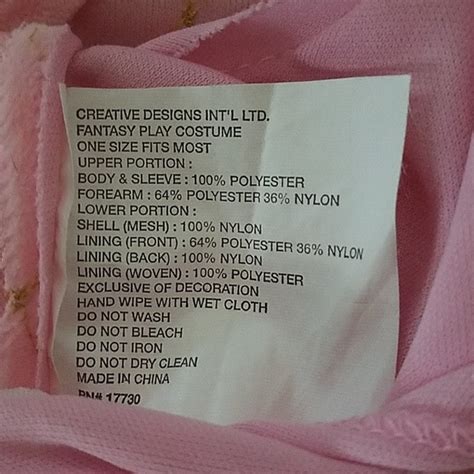 CREATIVE DESIGNS INT'L LTD.
FANTASY PLAY COSTUME
ONE SIZE FITS MOST
UPPER PORTION :
BODY & SLEEVE : 100% POLYESTER
FOREARM : 64% POLYESTER 36% NYLON
LOWER PORTION :
SHELL (MESH) : 100% NYLON
LINING (FRONT) : 64% POLYESTER 36% NYLON
LINING (BACK) : 100% NYLON
LINING (WOVEN) : 100% POLYESTER
EXCLUSIVE OF DECORATION
HAND WIPE WITH WET CLOTH
DO NOT WASH
DO NOT BLEACH
DO NOT IRON
DO NOT DRY CLEAN
MADE IN CHINA
RN# 17730